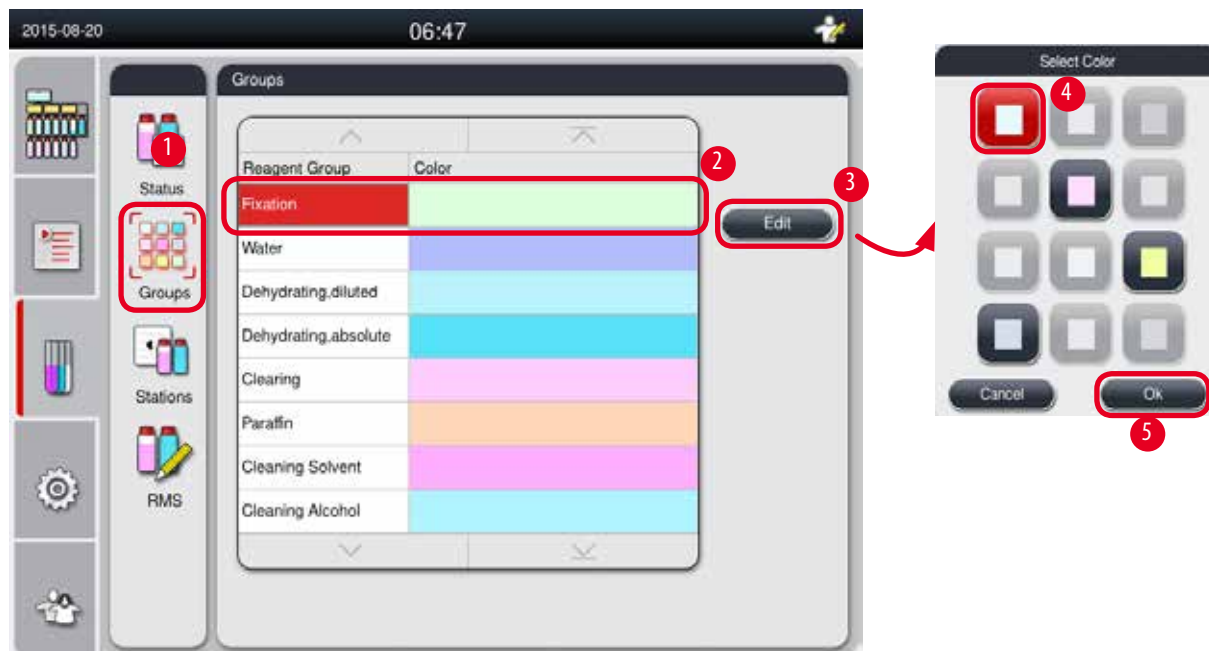 2015-08-20 06:47
Groups
1
Status
Groups
Stations
RMS
Reagent Group Color
2
Fixation
Water
Dehydrating,diluted
Dehydrating,absolute
Clearing
Paraffin
Cleaning Solvent
Cleaning Alcohol
3
Edit
Select Color
4
Cancel Ok
5